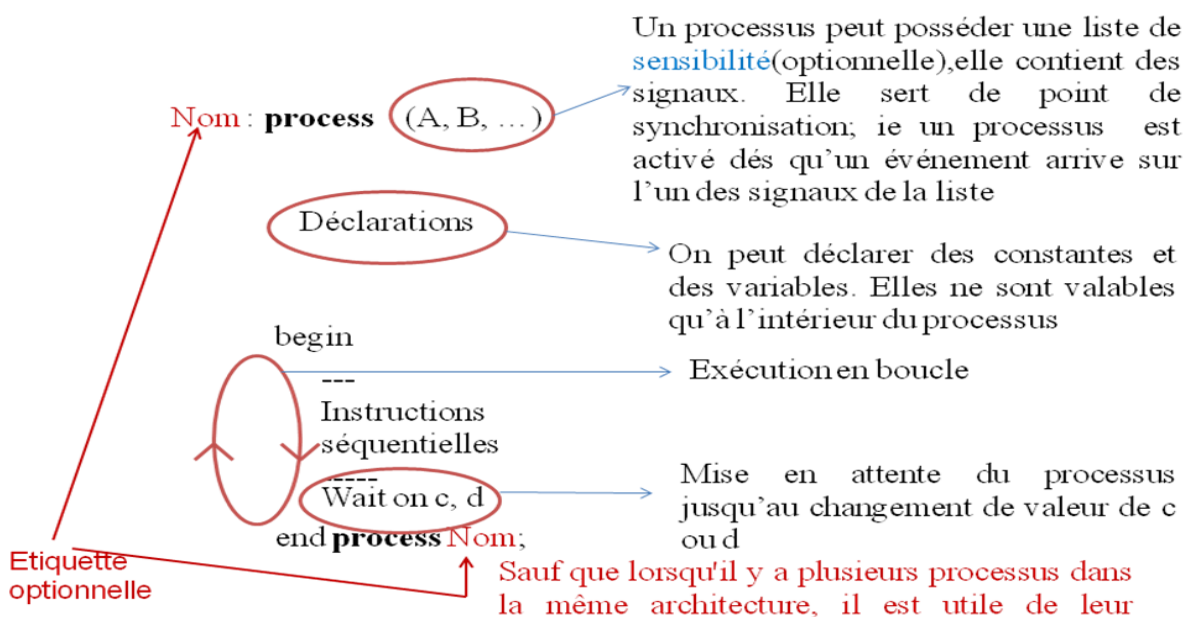 Un processus peut posséder une liste de
sensibilité(optionnelle),elle contient des
signaux. Elle sert de point de
synchronisation; ie un processus est
activé dés qu'un événement arrive sur
l'un des signaux de la liste
Nom : process (A, B, ...)
Déclarations
On peut déclarer des constantes et
des variables. Elles ne sont valables
qu'à l'intérieur du processus
begin
Exécution en boucle
---
Instructions
séquentielles
-----
Wait on c, d
Mise en attente du processus
jusqu'au changement de valeur de c
ou d
end process Nom;
Etiquette
optionnelle
Sauf que lorsqu'il y a plusieurs processus dans
la même architecture, il est utile de leur